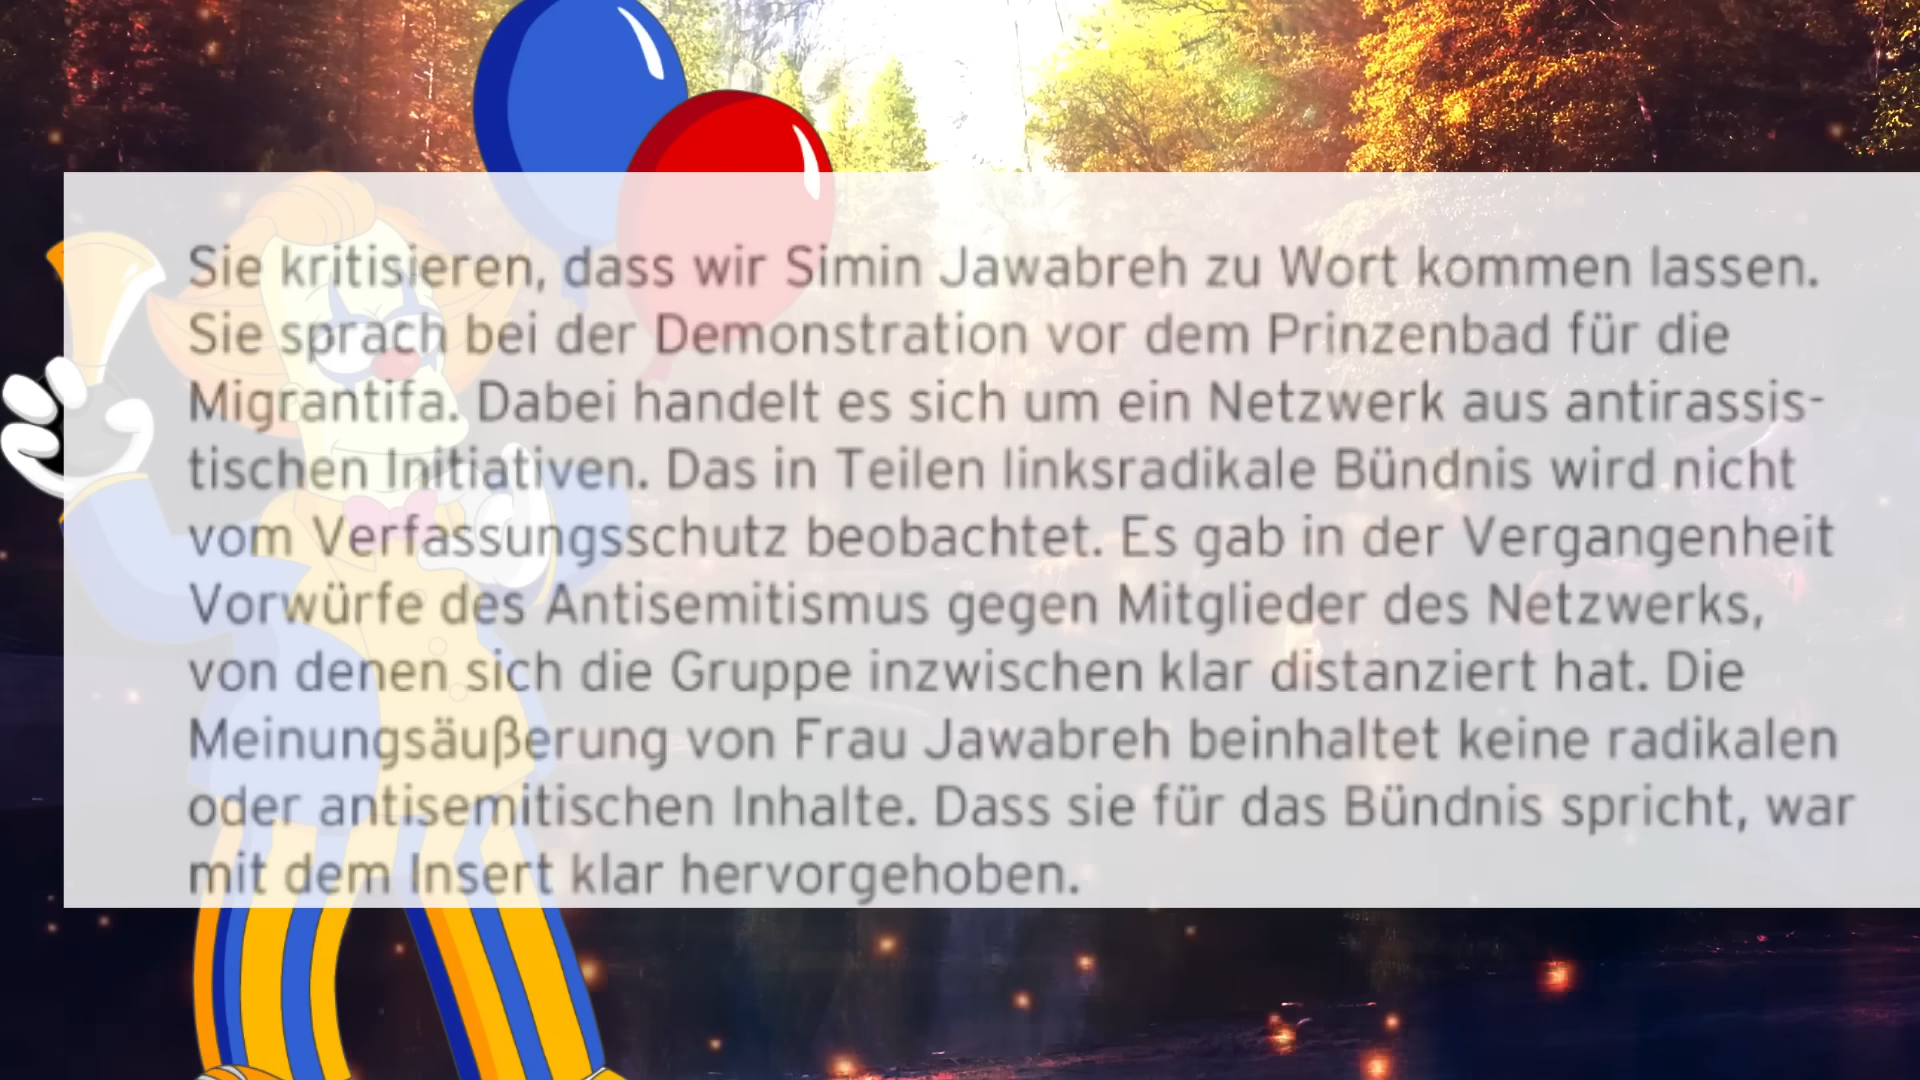 Sie kritisieren, dass wir Simin Jawabreh zu Wort kommen lassen.
Sie sprach bei der Demonstration vor dem Prinzenbad für die
Migrantifa. Dabei handelt es sich um ein Netzwerk aus antirassis-
tischen Initiativen. Das in Teilen linksradikale Bündnis wird nicht
vom Verfassungsschutz beobachtet. Es gab in der Vergangenheit
Vorwürfe des Antisemitismus gegen Mitglieder des Netzwerks,
von denen sich die Gruppe inzwischen klar distanziert hat. Die
Meinungsäußerung von Frau Jawabreh beinhaltet keine radikalen
oder antisemitischen Inhalte. Dass sie für das Bündnis spricht, war
mit dem Insert klar hervorgehoben.